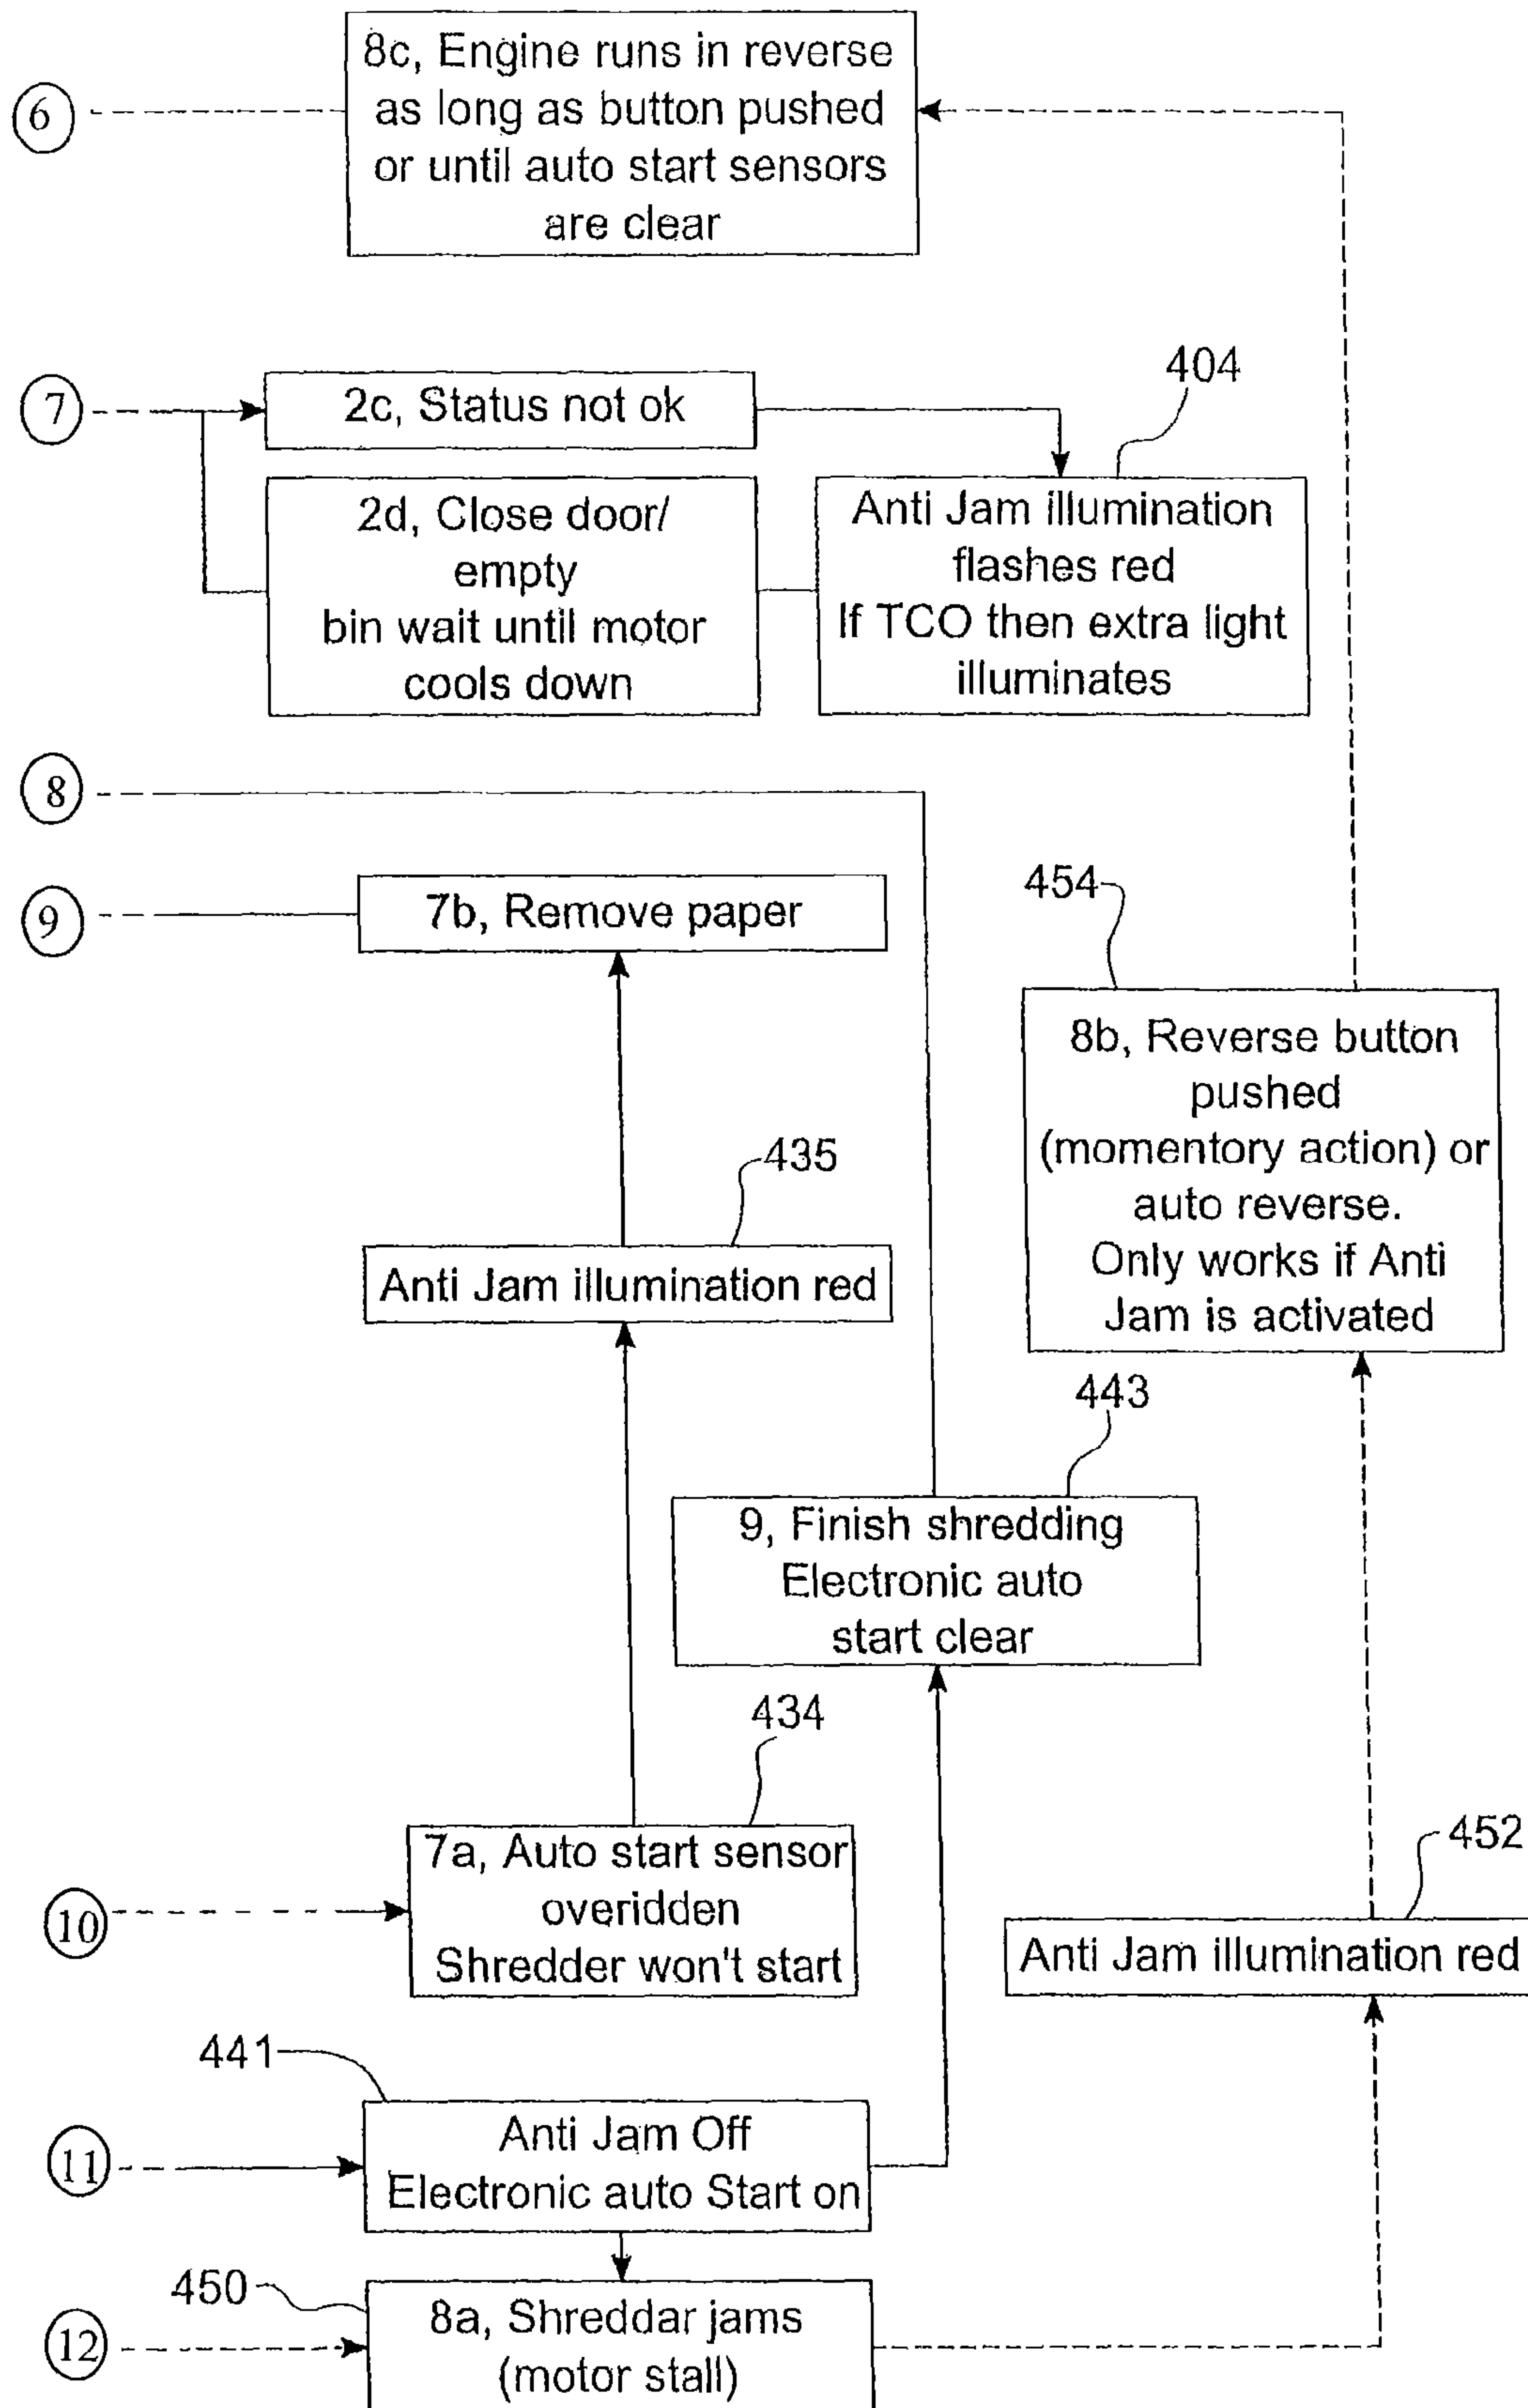 8c, Engine runs in reverse
as long as button pushed
or until auto start sensors
are clear
6
404
7
2c, Status not ok
2d, Close door/
empty
bin wait until motor
cools down
Anti Jam illumination
flashes red
If TCO then extra light
illuminates
8
9
7b, Remove paper
454
8b, Reverse button
pushed
(momentory action) or
auto reverse.
Only works if Anti
Jam is activated
435
Anti Jam illumination red
443
9, Finish shredding
Electronic auto
start clear
434
7a, Auto start sensor
overidden
Shredder won't start
10
452
Anti Jam illumination red
441
11
Anti Jam Off
Electronic auto Start on
450
12
8a, Shreddar jams
(motor stall)